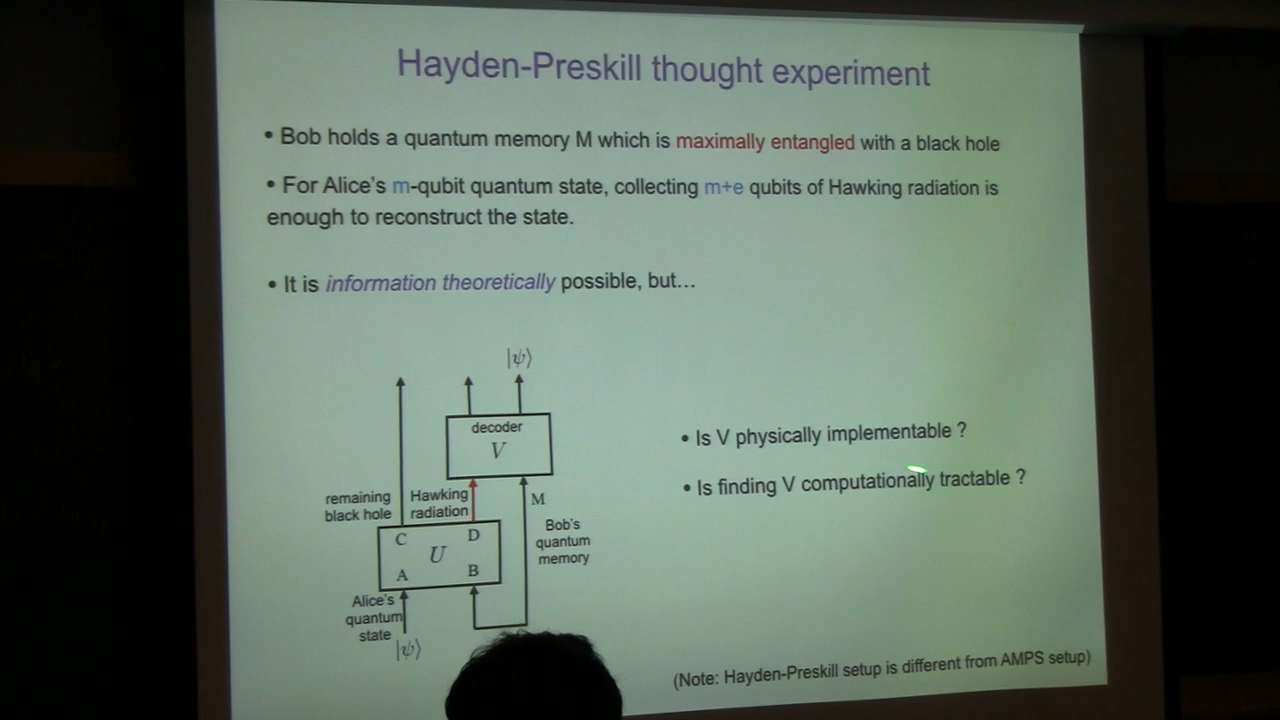 Hayden-Preskill thought experiment
• Bob holds a quantum memory M which is maximally entangled with a black hole
• For Alice's m-qubit quantum state, collecting m+e qubits of Hawking radiation is
enough to reconstruct the state.
• It is information theoretically possible, but...
|ψ⟩
decoder
V
remaining
black hole
Hawking
radiation
M
Bob's
quantum
memory
C
D
U
A
B
Alice's
quantum
state
|ψ⟩
• Is V physically implementable ?
• Is finding V computationally tractable ?
(Note: Hayden-Preskill setup is different from AMPS setup)